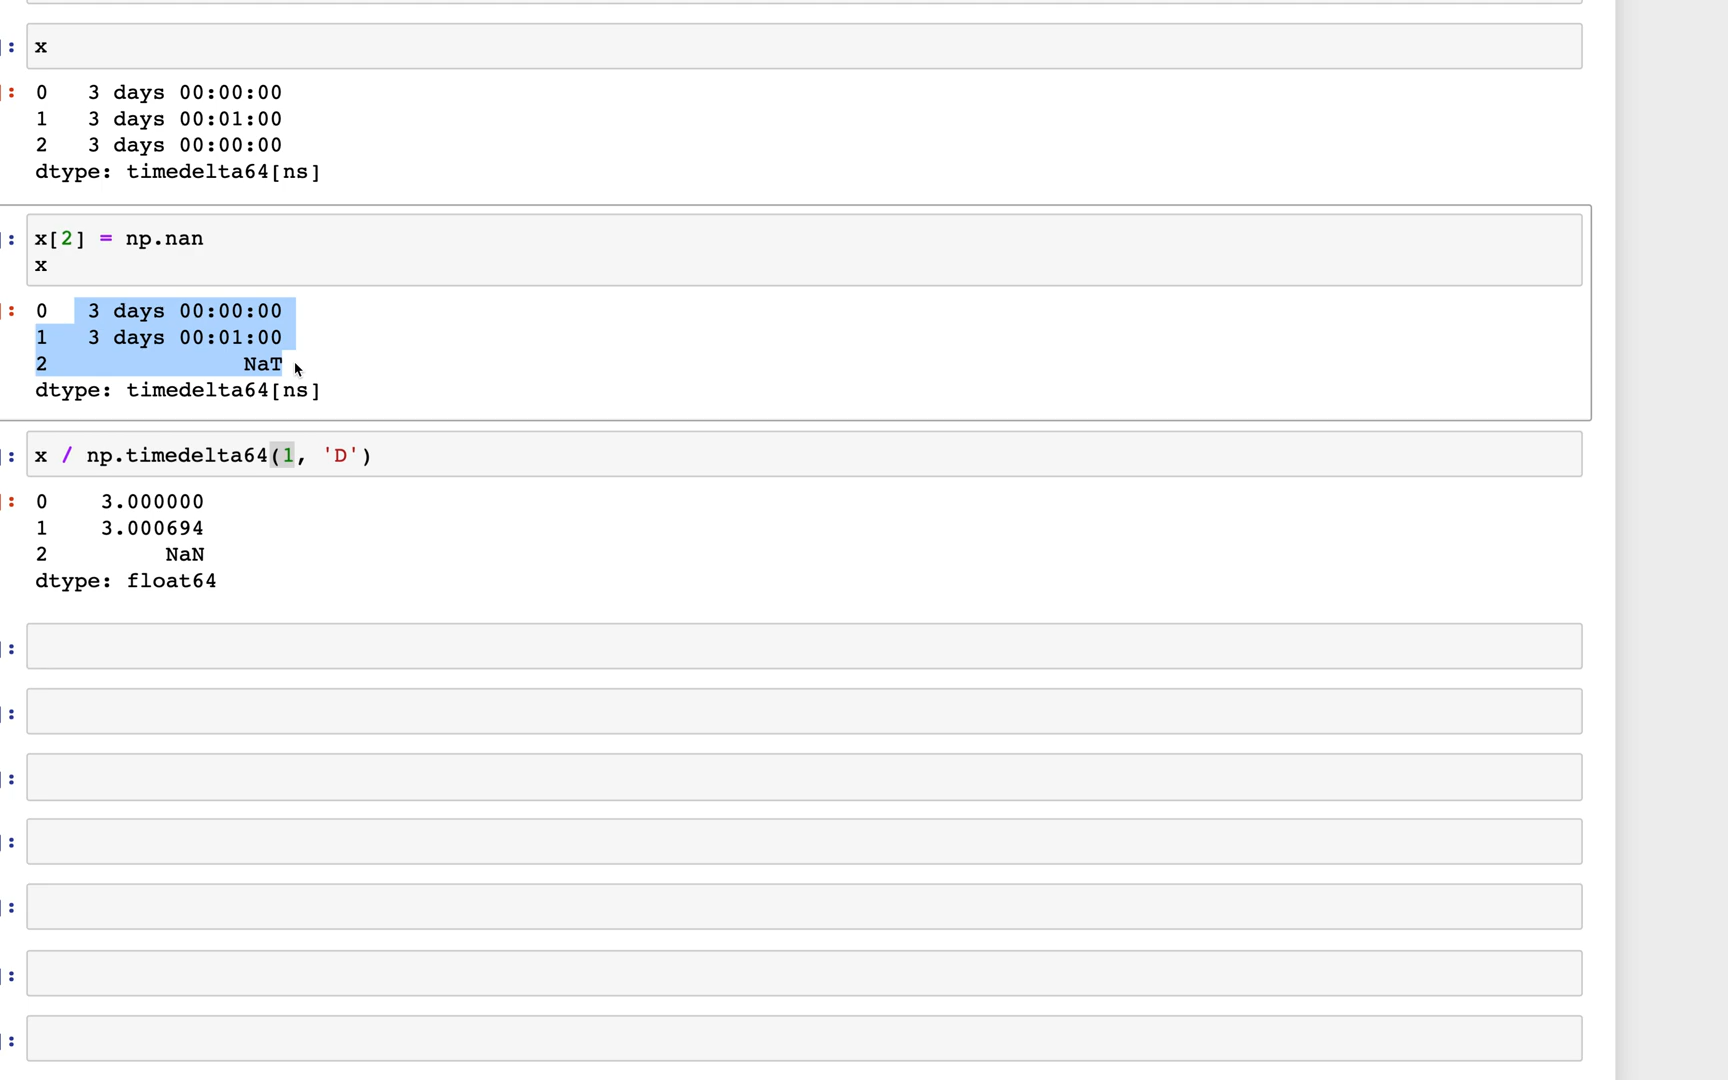 ]: x
]: 0   3 days 00:00:00
1   3 days 00:01:00
2   3 days 00:00:00
dtype: timedelta64[ns]
]: x[2] = np.nan
x
]: 0   3 days 00:00:00
1   3 days 00:01:00
2               NaT
dtype: timedelta64[ns]
]: x / np.timedelta64(1, 'D')
]: 0    3.000000
1    3.000694
2         NaN
dtype: float64
]:
]:
]:
]:
]:
]:
]: